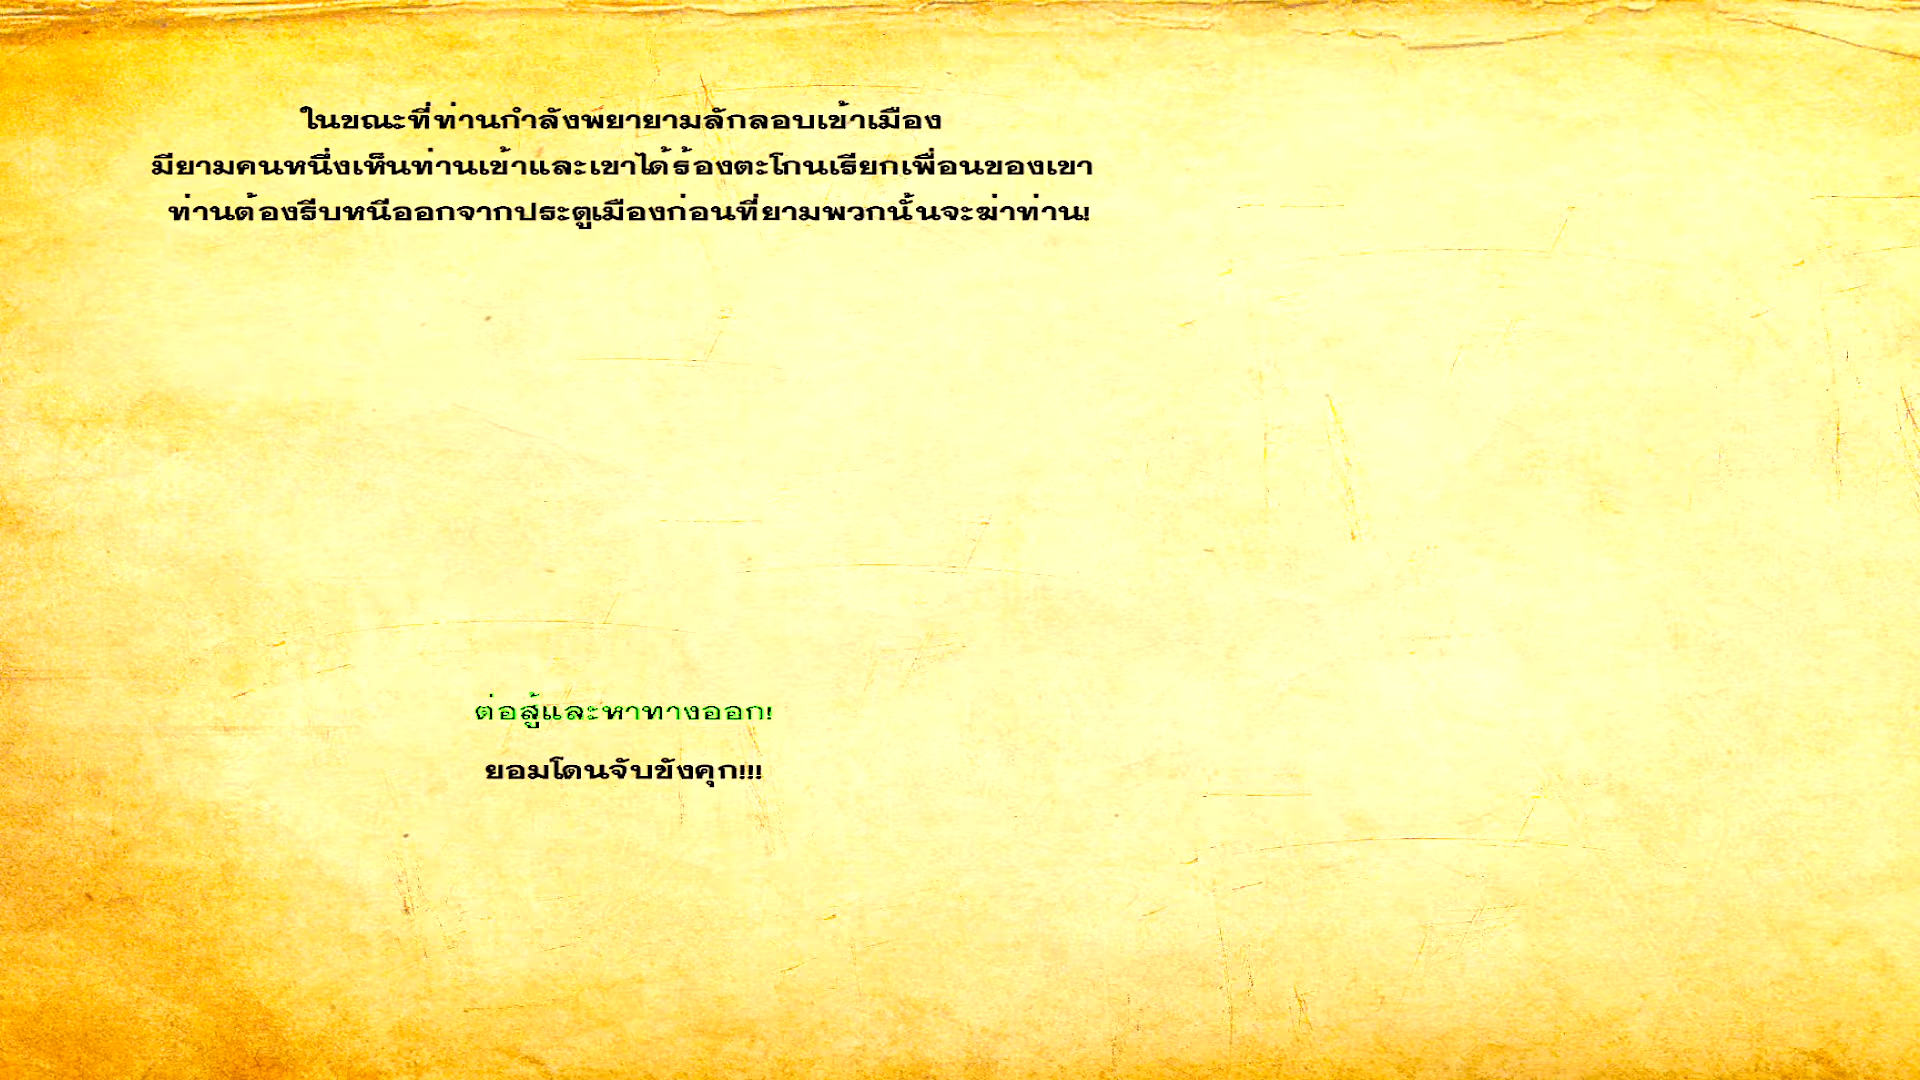 ในขณะที่ท่านกำลังพยายามลักลอบเข้าเมือง
มียามคนหนึ่งเห็นท่านเข้าและเขาได้ร้องตะโกนเรียกเพื่อนของเขา
ท่านต้องรีบหนีออกจากประตูเมืองก่อนที่ยามพวกนั้นจะฆ่าท่าน!
ต่อสู้และหาทางออก!
ยอมโดนจับขังคุก!!!